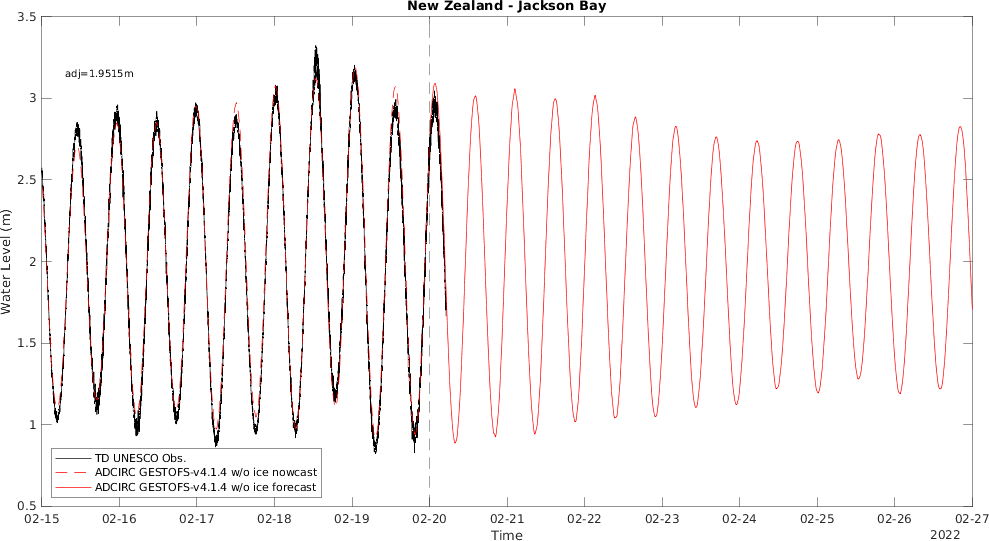 New Zealand - Jackson Bay
3.5
adj=1.9515m
3
2.5
2
1.5
1
0.5
Water Level (m)
TD UNESCO Obs.
ADCIRC GESTOFS-v4.1.4 w/o ice nowcast
ADCIRC GESTOFS-v4.1.4 w/o ice forecast
02-15 02-16 02-17 02-18 02-19 02-20 02-21 02-22 02-23 02-24 02-25 02-26 02-27
Time
2022